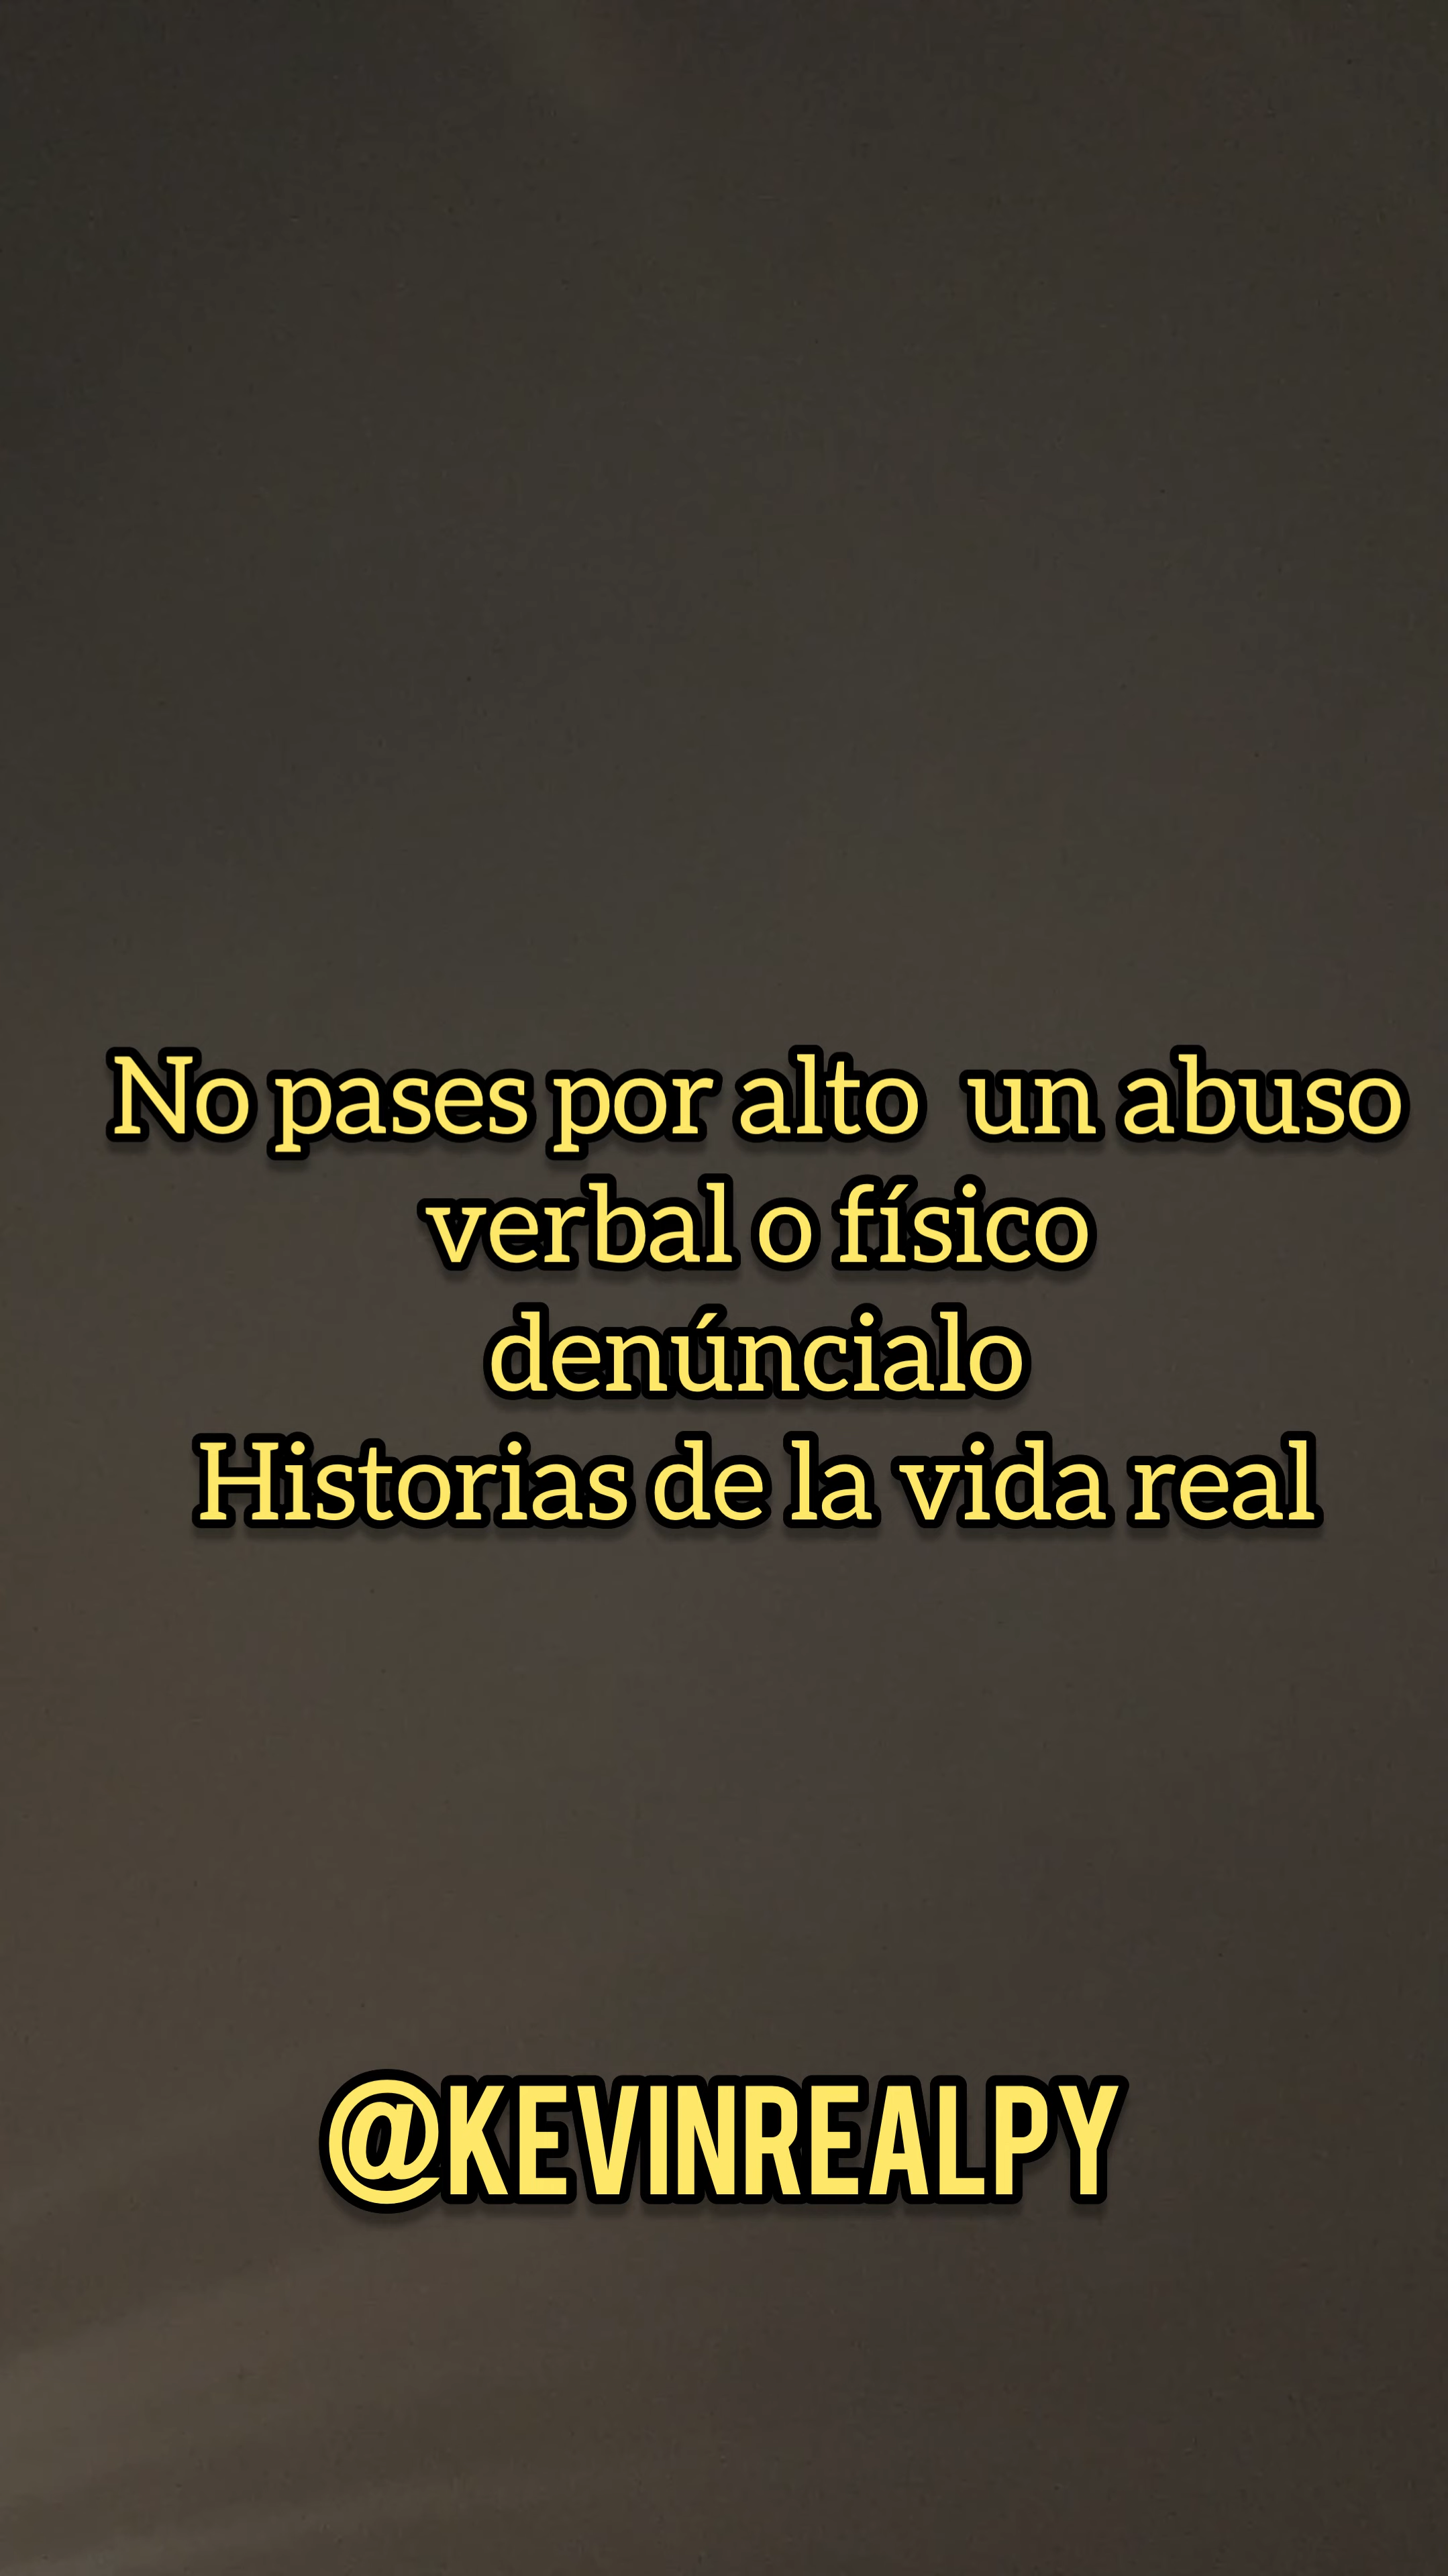 No pases por alto  un abuso
verbal o físico
denúncialo
Historias de la vida real
@KEVINREALPY